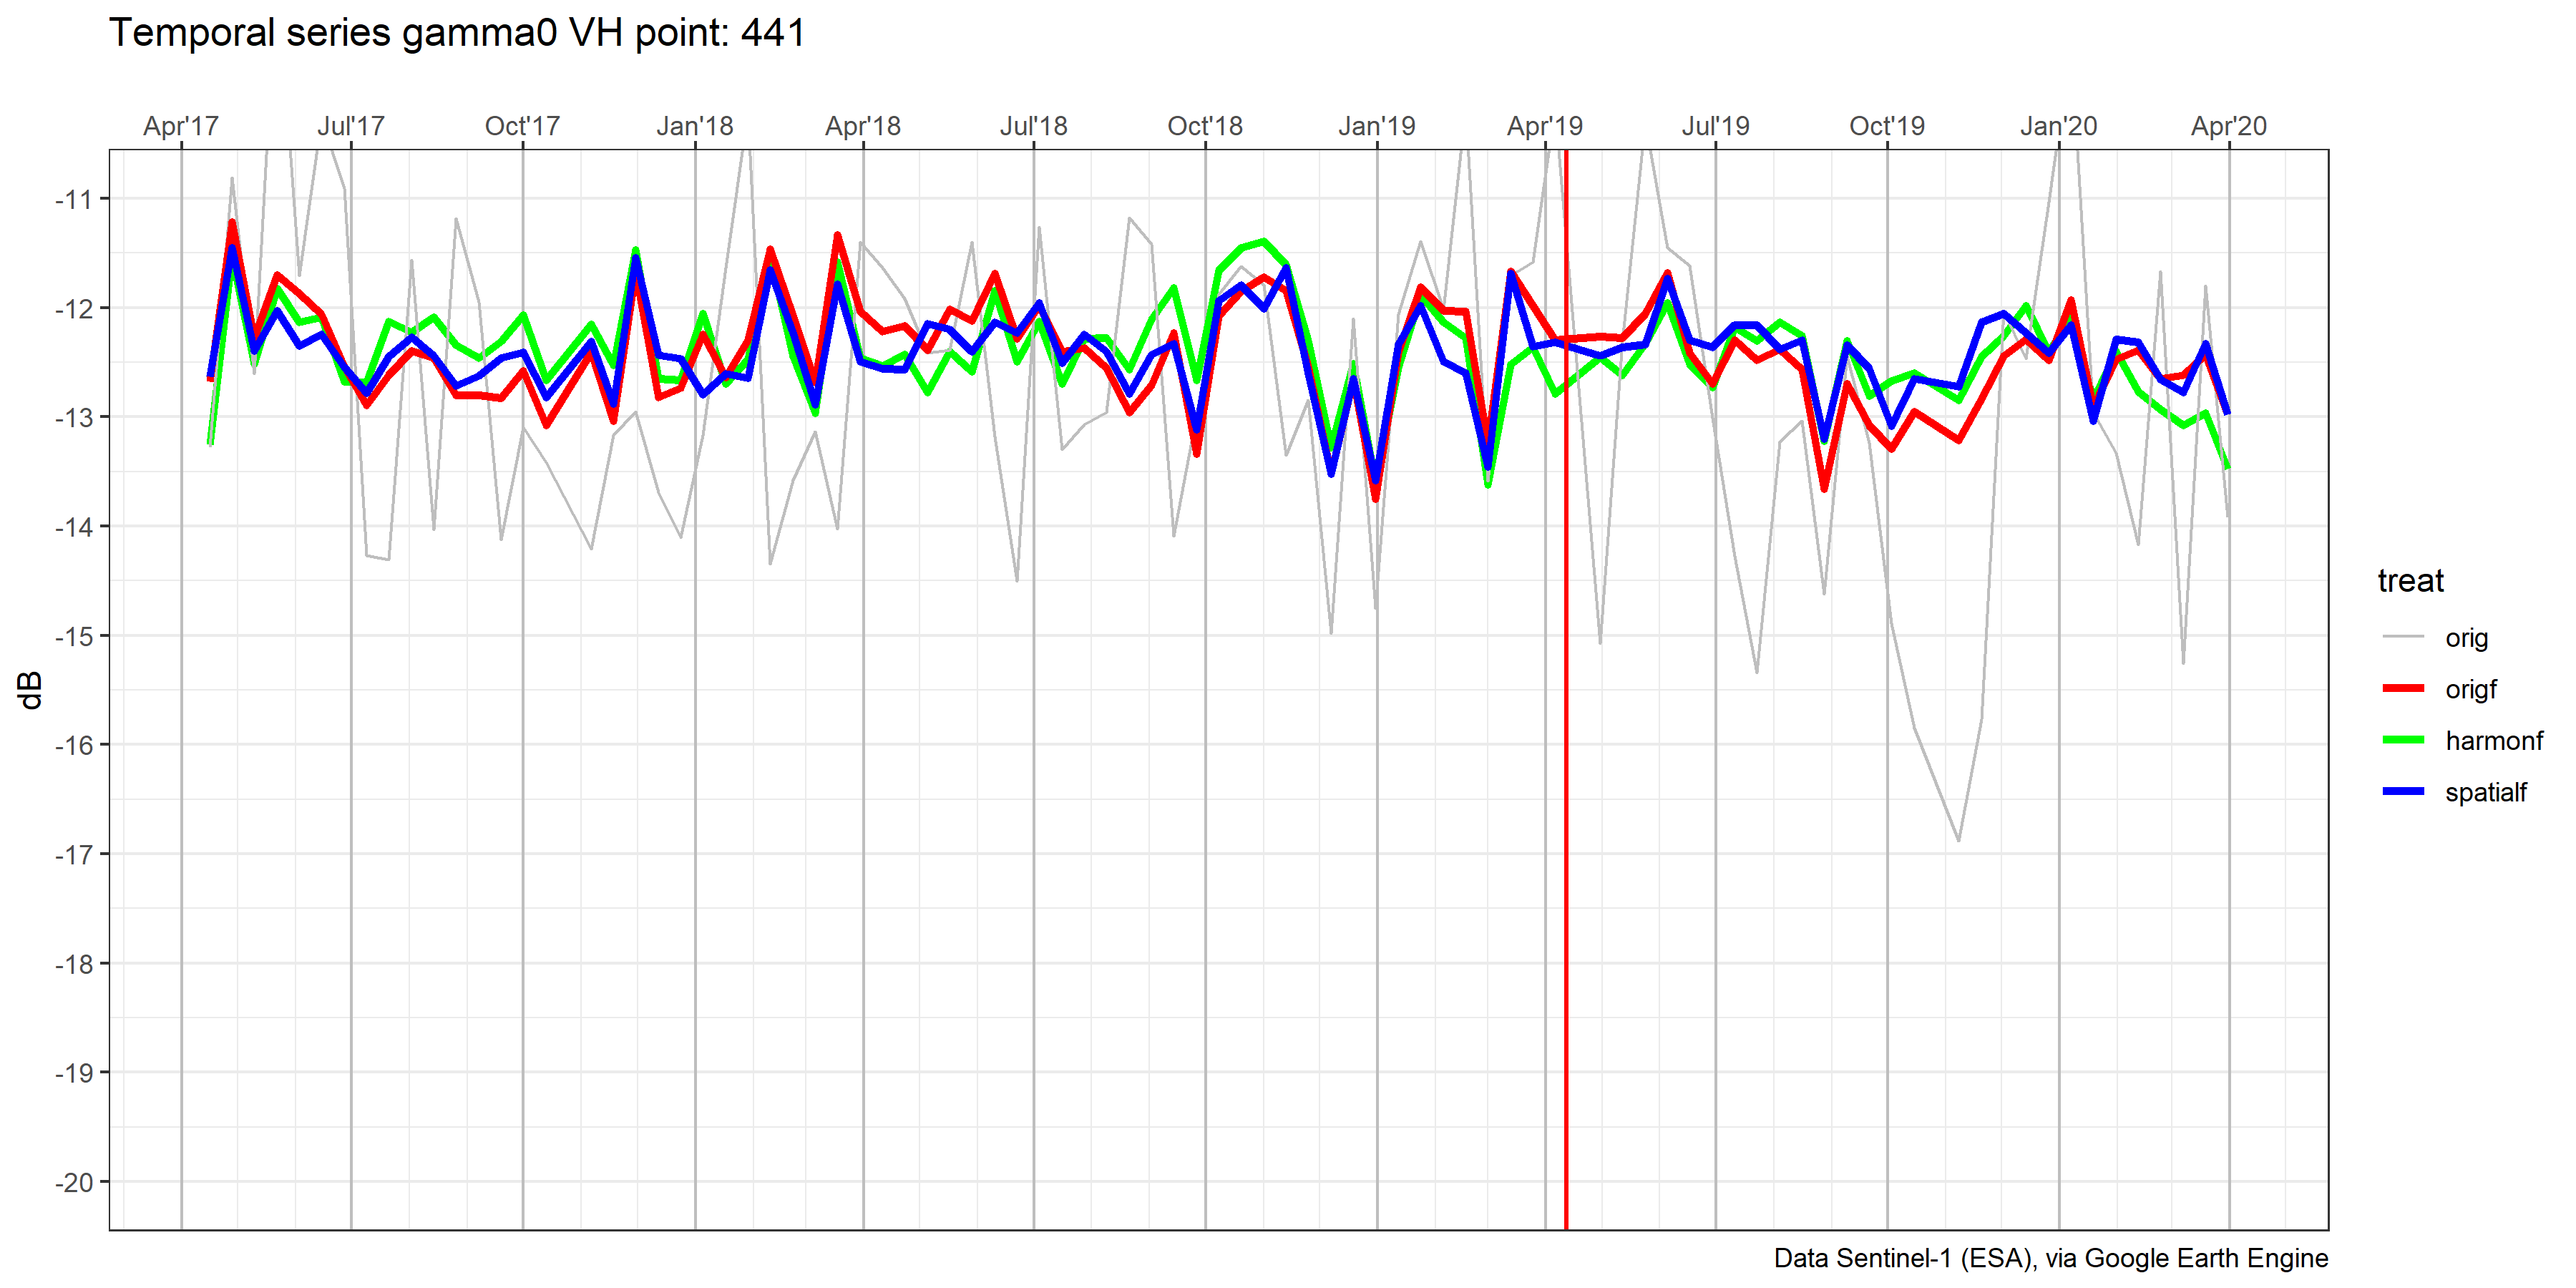 Temporal series gamma0 VH point: 441
Apr'17 Jul'17 Oct'17 Jan'18 Apr'18 Jul'18 Oct'18 Jan'19 Apr'19 Jul'19 Oct'19 Jan'20 Apr'20
-11
-12
-13
-14
-15
-16
-17
-18
-19
-20
dB
treat
orig
origf
harmonf
spatialf
Data Sentinel-1 (ESA), via Google Earth Engine